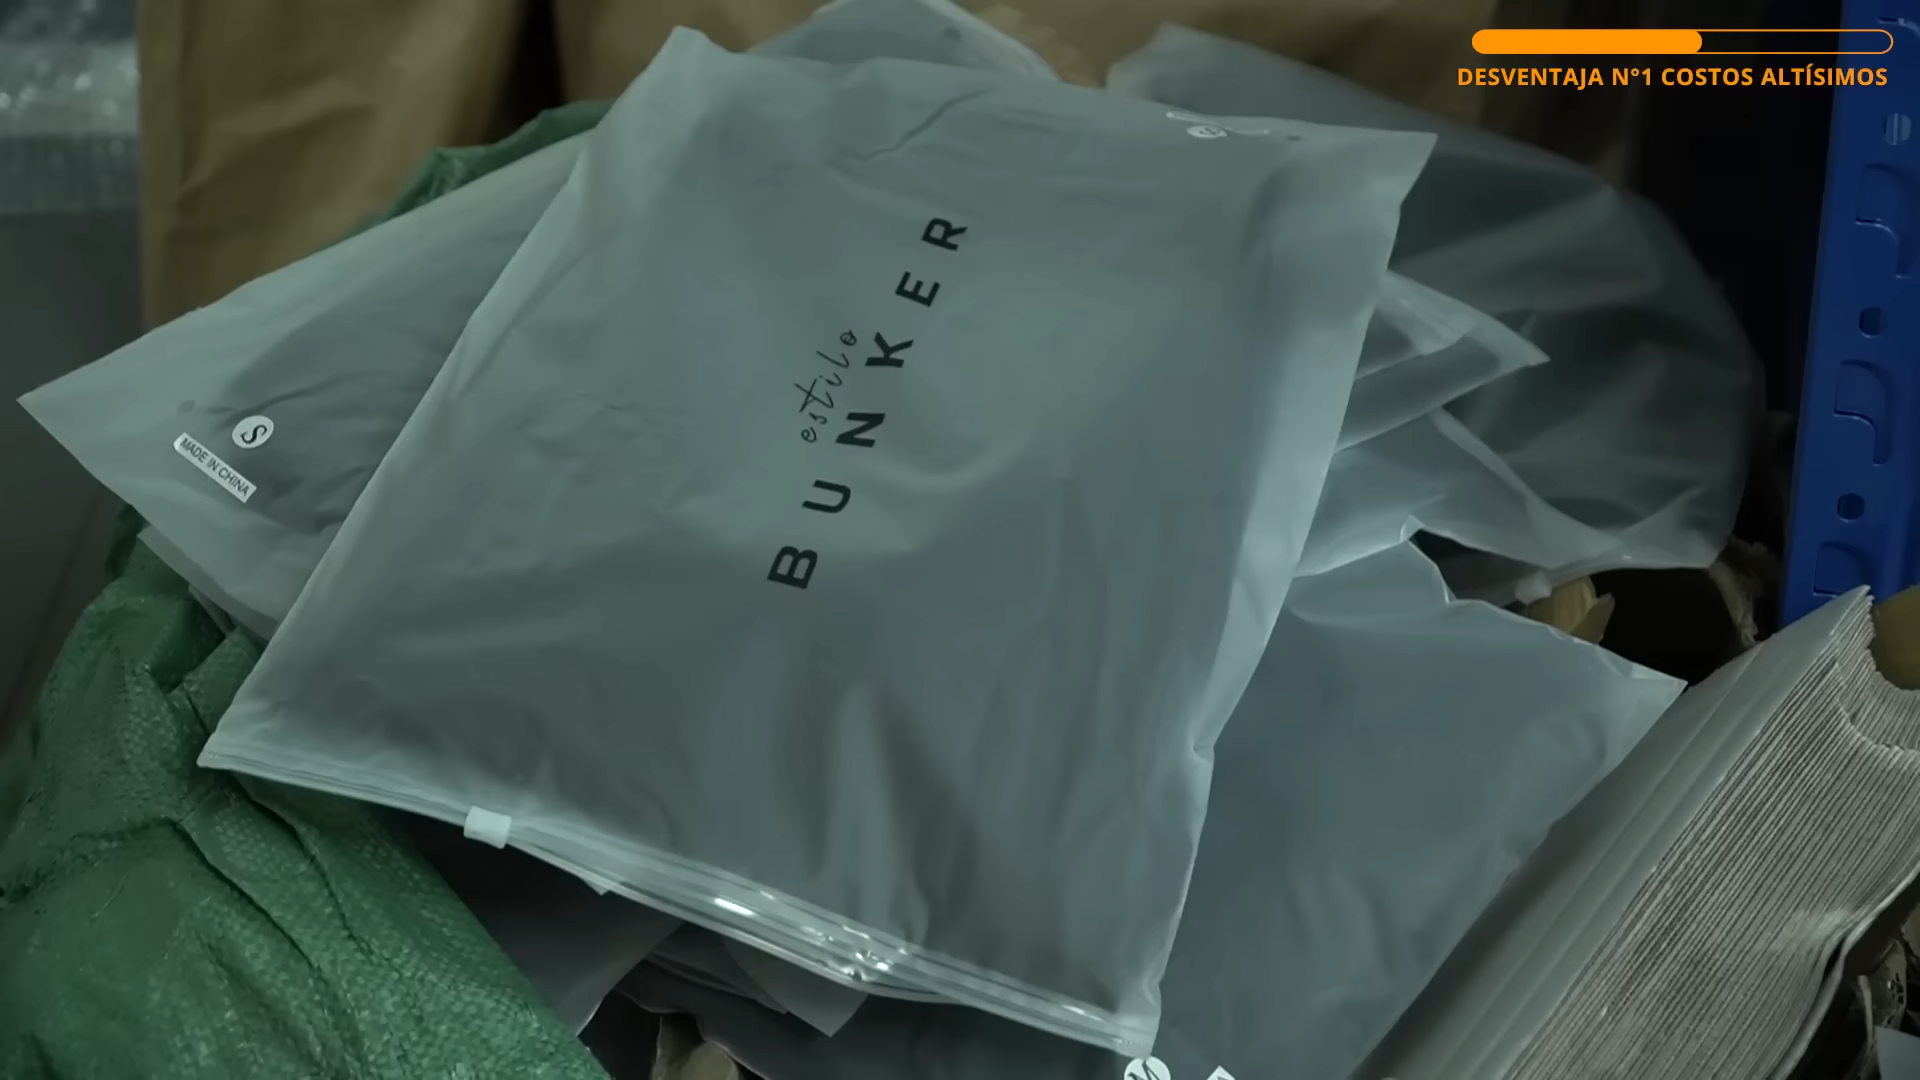 DESVENTAJA N°1 COSTOS ALTÍSIMOS
estilo
BUNKER
S
MADE IN CHINA